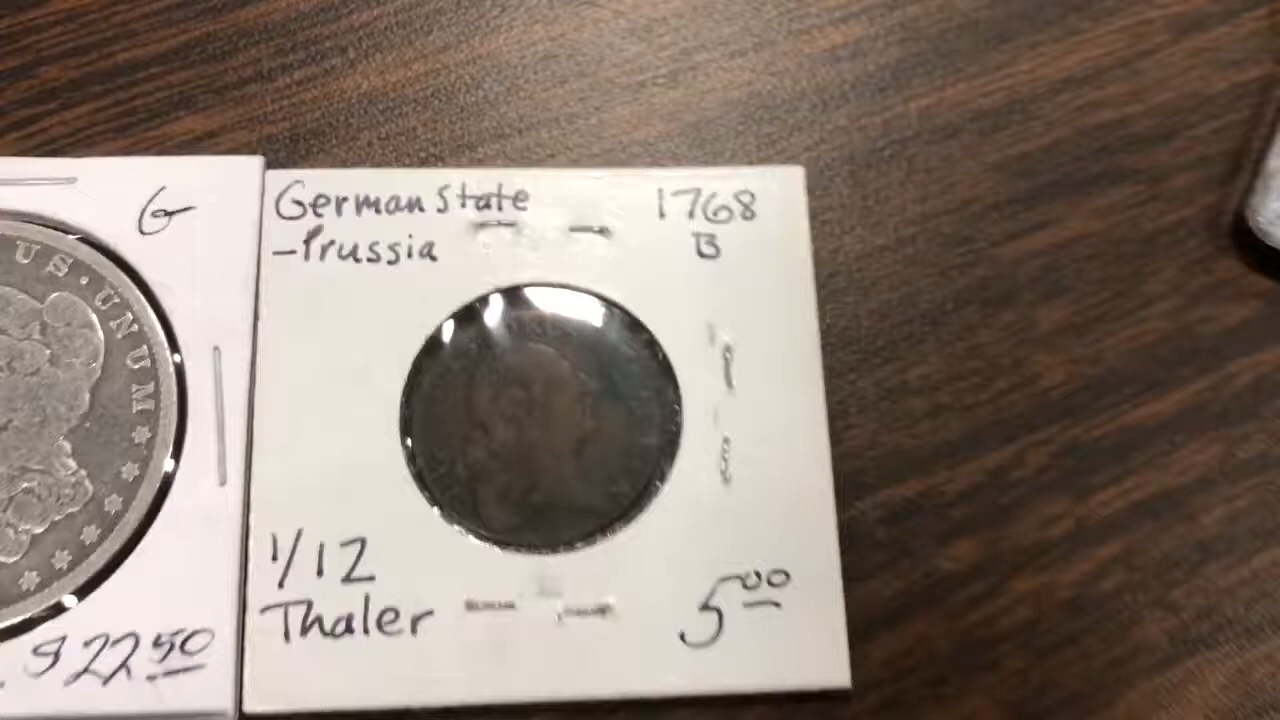 G
US·UNUM
$22.50
German State
-Prussia
1768
B
1/12
Thaler
5.00